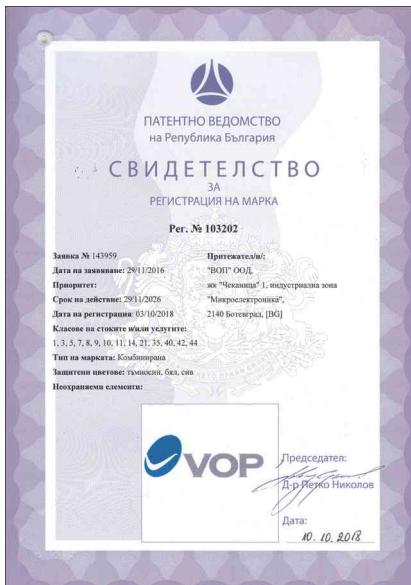 ПАТЕНТНО ВЕДОМСТВО
на Република България
СВИДЕТЕЛСТВО
ЗА
РЕГИСТРАЦИЯ НА МАРКА
Рег. № 103202
Заявка № 143959
Дата на заявяване: 29/11/2016
Приоритет:
Срок на действие: 29/11/2026
Дата на регистрация: 03/10/2018
Класове на стоките и/или услугите:
1, 3, 5, 7, 8, 9, 10, 11, 14, 21, 35, 40, 42, 44
Тип на марката: Комбинирана
Защитени цветове: тъмносин, бял, сив
Неохраняеми елементи:
Притежател/и/:
"ВОП" ООД,
жк "Чеканица" 1, индустриална зона
"Микроелектроника",
2140 Ботевград, [BG]
VOP
Председател:
Д-р Петко Николов
Дата:
10. 10. 2018